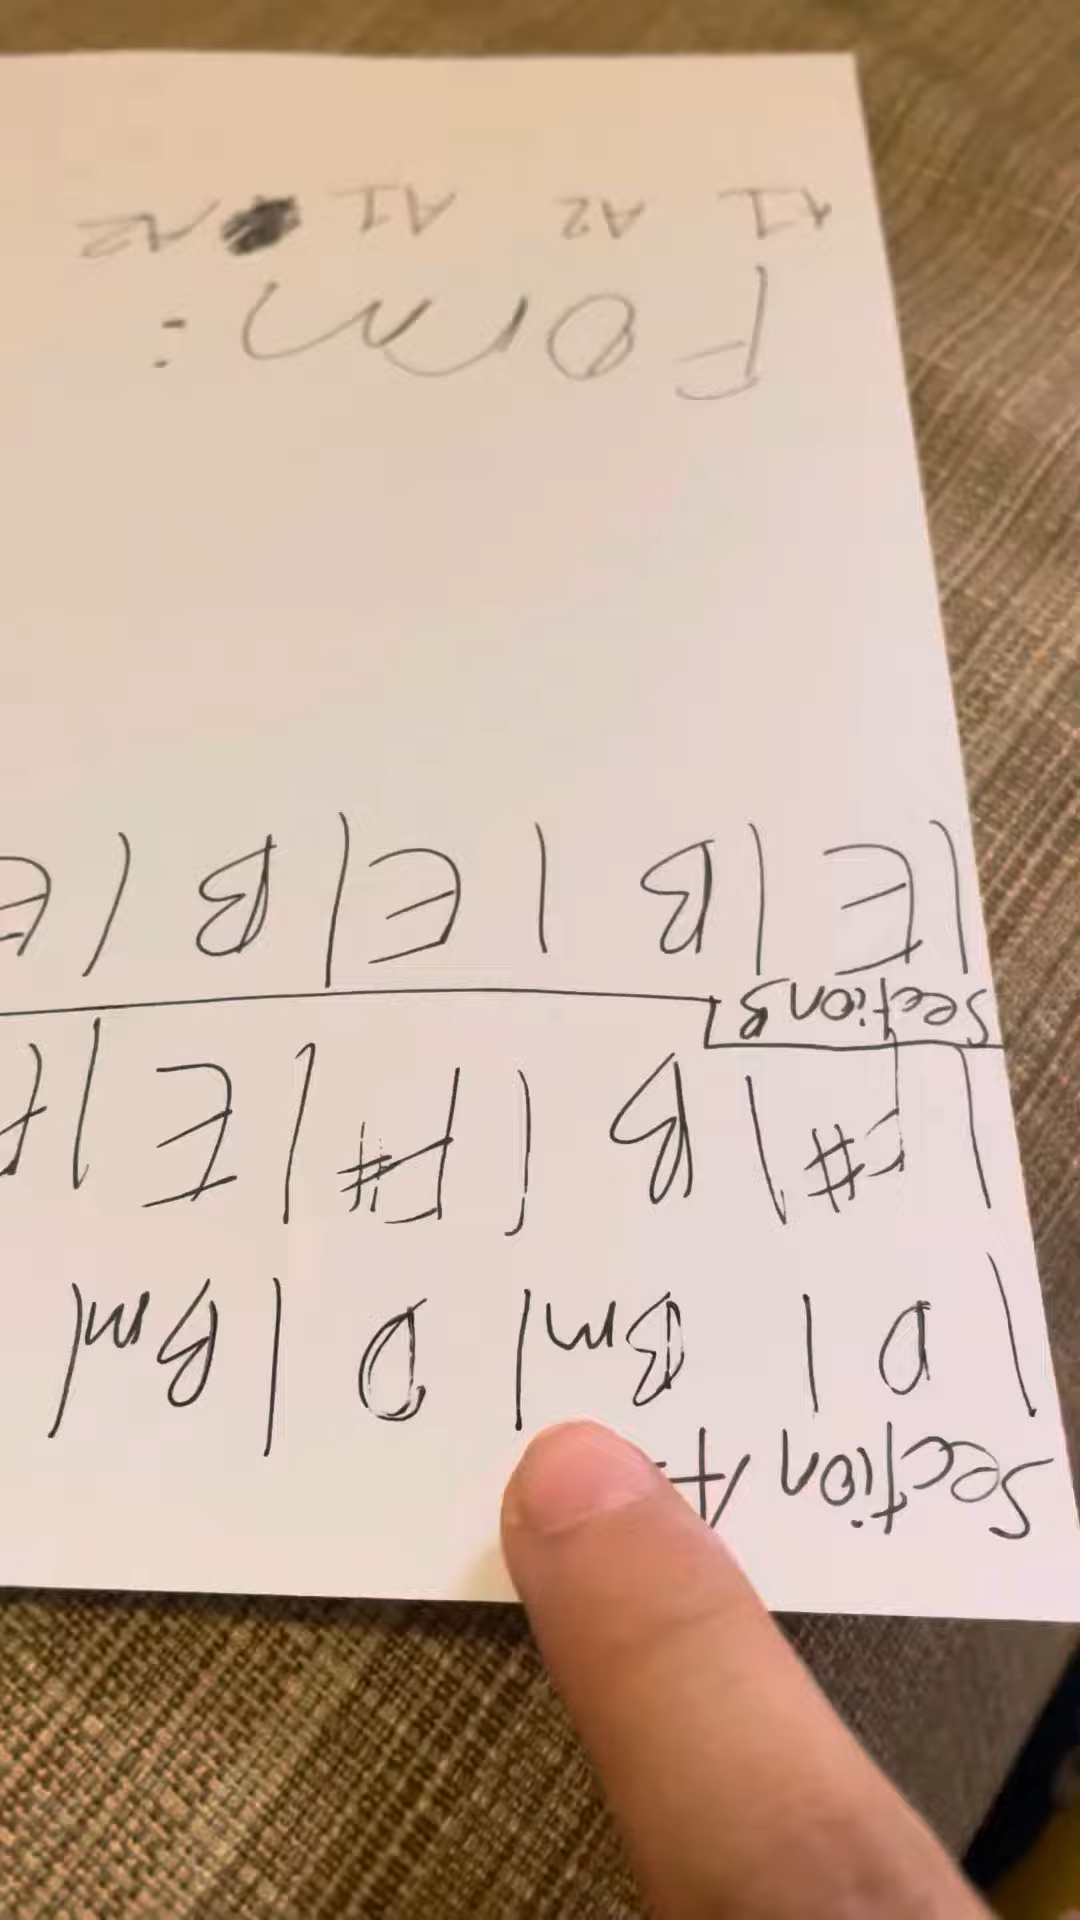 Section A
| D | Bm | D | Bm |
| F# | B | F# | E |
Section B
| E | B | E | B | E
Form:
A1 A2 A1 A2